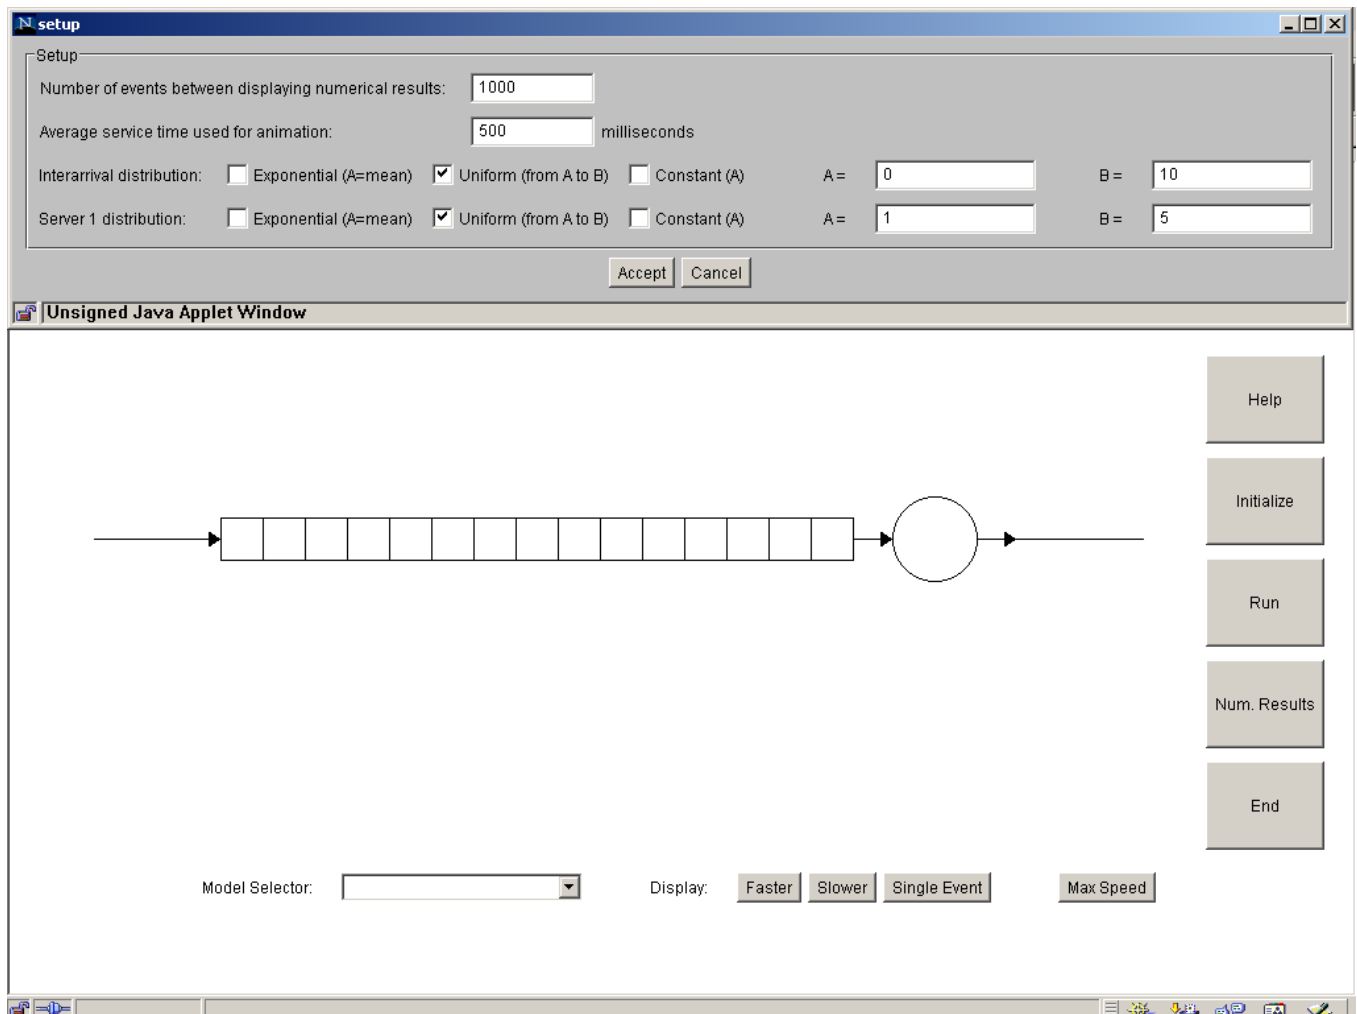 setup
Setup
Number of events between displaying numerical results: 1000
Average service time used for animation: 500 milliseconds
Interarrival distribution: Exponential (A=mean) Uniform (from A to B) Constant (A) A = 0 B = 10
Server 1 distribution: Exponential (A=mean) Uniform (from A to B) Constant (A) A = 1 B = 5
Accept Cancel
Unsigned Java Applet Window
Help
Initialize
Run
Num. Results
End
Model Selector: Display: Faster Slower Single Event Max Speed